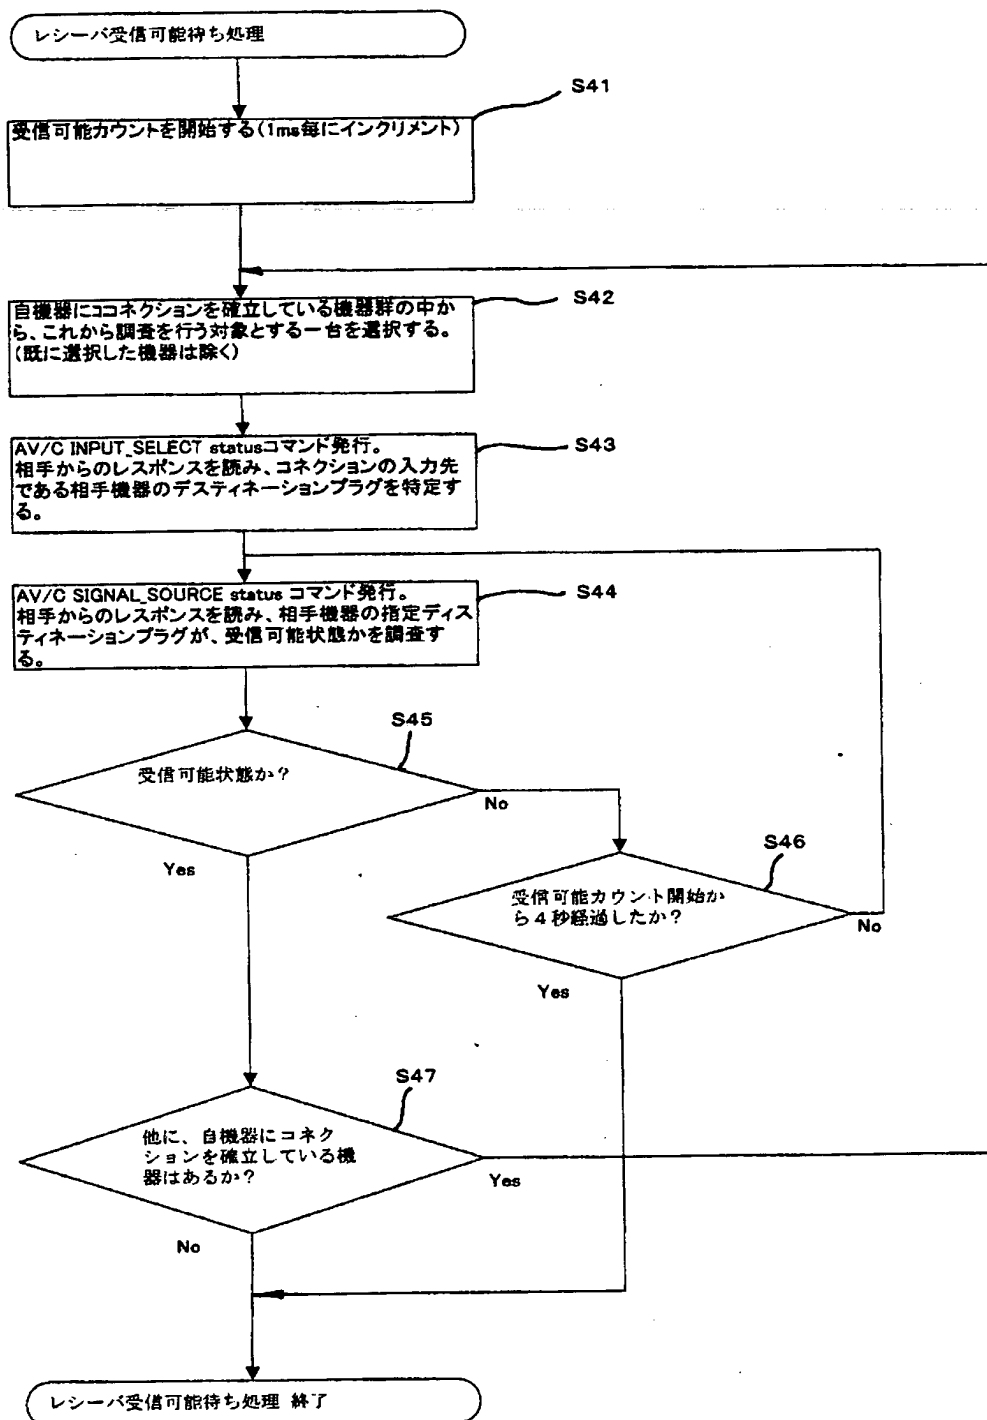 レシーバ受信可能待ち処理
S41
受信可能カウントを開始する(1ms毎にインクリメント)
S42
自機器にココネクションを確立している機器群の中か
ら、これから調査を行う対象とする一台を選択する。
(既に選択した機器は除く)
S43
AV/C INPUT_SELECT statusコマンド発行。
相手からのレスポンスを読み、コネクションの入力先
である相手機器のデスティネーションプラグを特定す
る。
S44
AV/C SIGNAL_SOURCE status コマンド発行。
相手からのレスポンスを読み、相手機器の指定ディス
ティネーションプラグが、受信可能状態かを調査す
る。
S45
受信可能状態か?
No
Yes
S46
受信可能カウント開始か
ら4秒経過したか?
No
Yes
S47
他に、自機器にコネク
ションを確立している機
器はあるか?
Yes
No
レシーバ受信可能待ち処理 終了